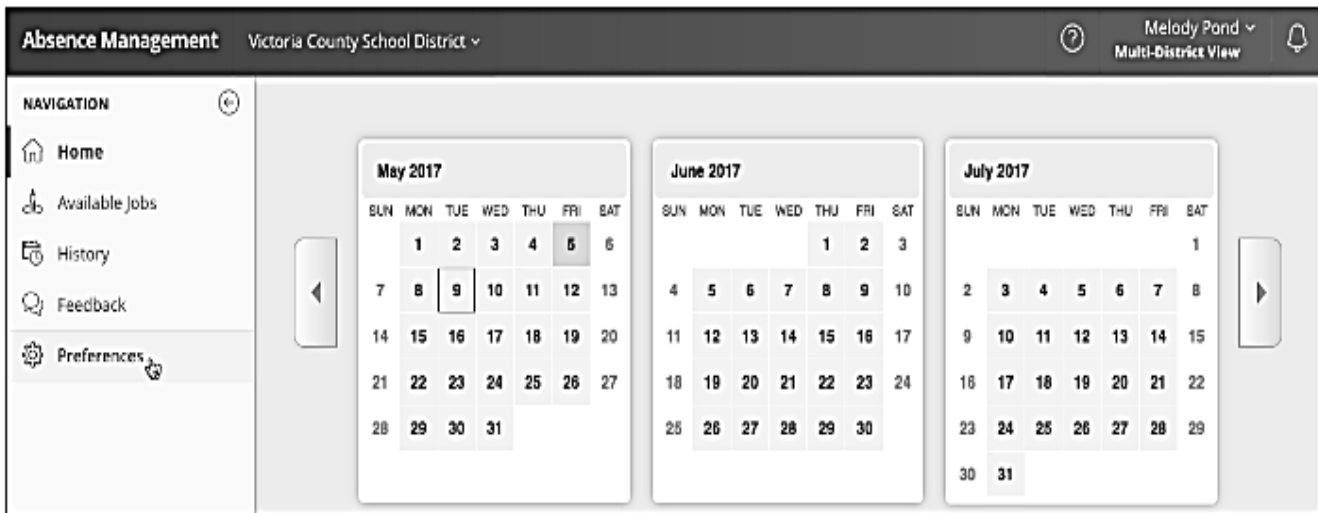 Absence Management Victoria County School District
Melody Pond
Multi-District View
NAVIGATION
Home
Available Jobs
History
Feedback
Preferences
May 2017
SUN MON TUE WED THU FRI SAT
1 2 3 4 5 6
7 8 9 10 11 12 13
14 15 16 17 18 19 20
21 22 23 24 25 26 27
28 29 30 31
June 2017
SUN MON TUE WED THU FRI SAT
1 2 3
4 5 6 7 8 9 10
11 12 13 14 15 16 17
18 19 20 21 22 23 24
25 26 27 28 29 30
July 2017
SUN MON TUE WED THU FRI SAT
1
2 3 4 5 6 7 8
9 10 11 12 13 14 15
16 17 18 19 20 21 22
23 24 25 26 27 28 29
30 31